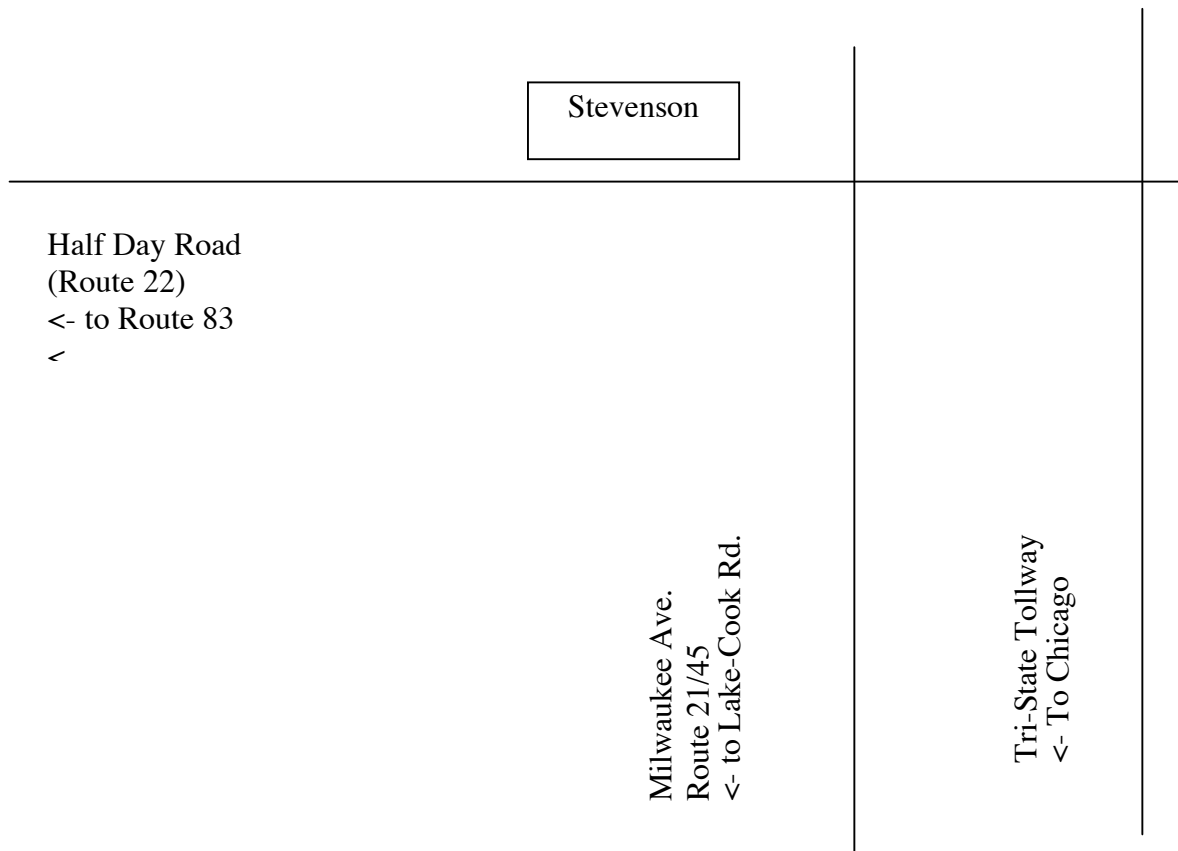 Stevenson
Half Day Road
(Route 22)
<- to Route 83
<
Milwaukee Ave.
Route 21/45
<- to Lake-Cook Rd.
Tri-State Tollway
<- To Chicago